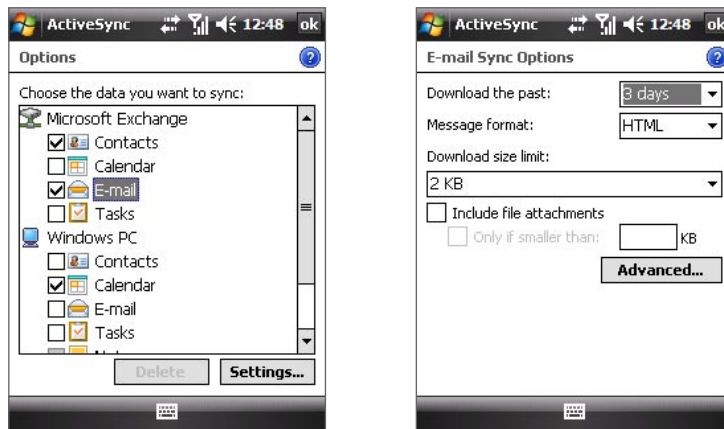 ActiveSync 12:48 ok
Options
Choose the data you want to sync:
Microsoft Exchange
Contacts
Calendar
E-mail
Tasks
Windows PC
Contacts
Calendar
E-mail
Tasks
Delete Settings...
ActiveSync 12:48 ok
E-mail Sync Options
Download the past: 3 days
Message format: HTML
Download size limit:
2 KB
Include file attachments
Only if smaller than: KB
Advanced...